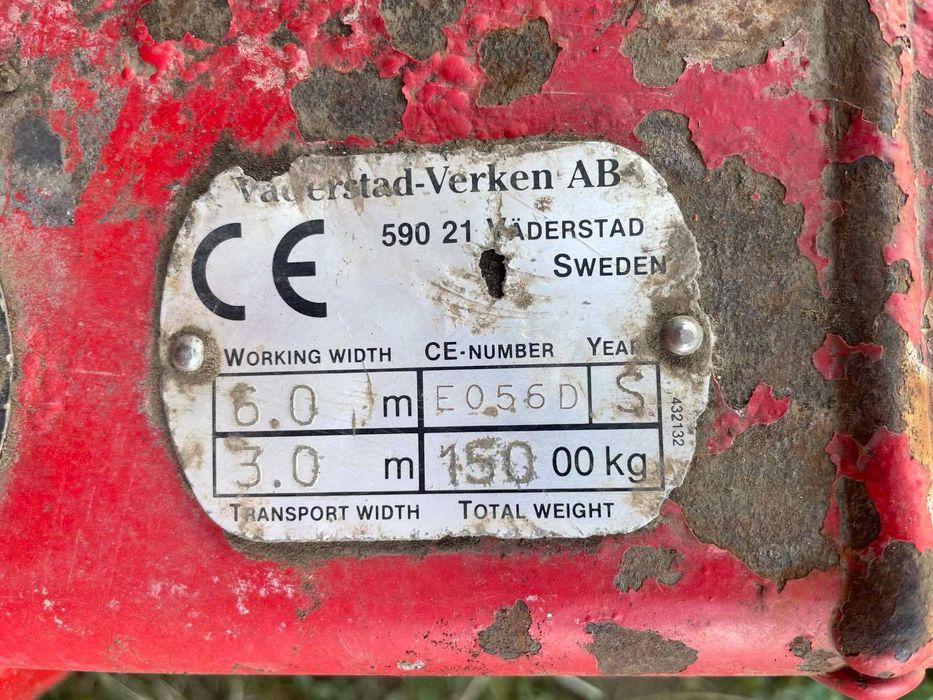 Väderstad-Verken AB
CE
590 21 VÄDERSTAD
SWEDEN
WORKING WIDTH CE-NUMBER YEAR
6.0 m E056D S
3.0 m 150 00 kg
TRANSPORT WIDTH TOTAL WEIGHT
432132